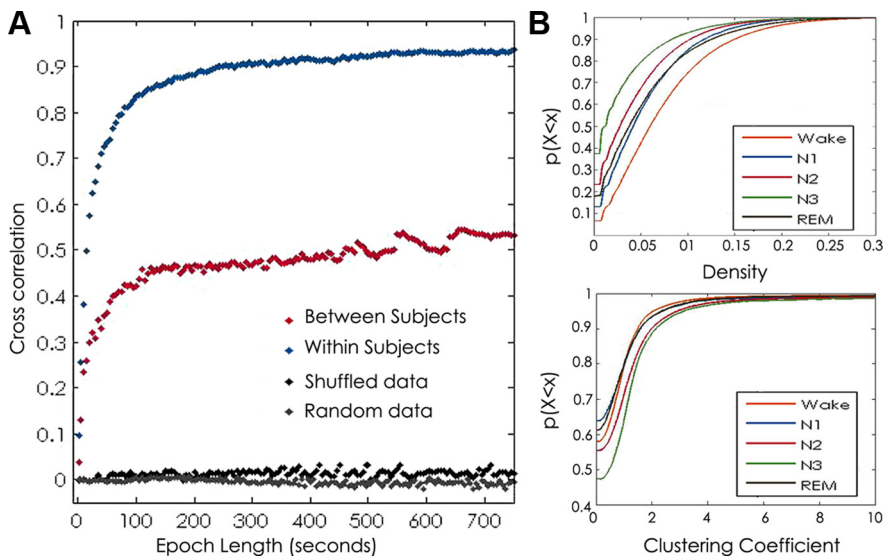 A
Cross correlation
1
0.9
0.8
0.7
0.6
0.5
0.4
0.3
0.2
0.1
0
0 100 200 300 400 500 600 700
Epoch Length (seconds)
Between Subjects
Within Subjects
Shuffled data
Random data
B
p(X<x)
1
0.9
0.8
0.7
0.6
0.5
0.4
0.3
0.2
0.1
0 0.05 0.01 0.15 0.2 0.25 0.3
Density
Wake
N1
N2
N3
REM
p(X<x)
1
0.9
0.8
0.7
0.6
0.5
0.4
0 2 4 6 8 10
Clustering Coefficient
Wake
N1
N2
N3
REM